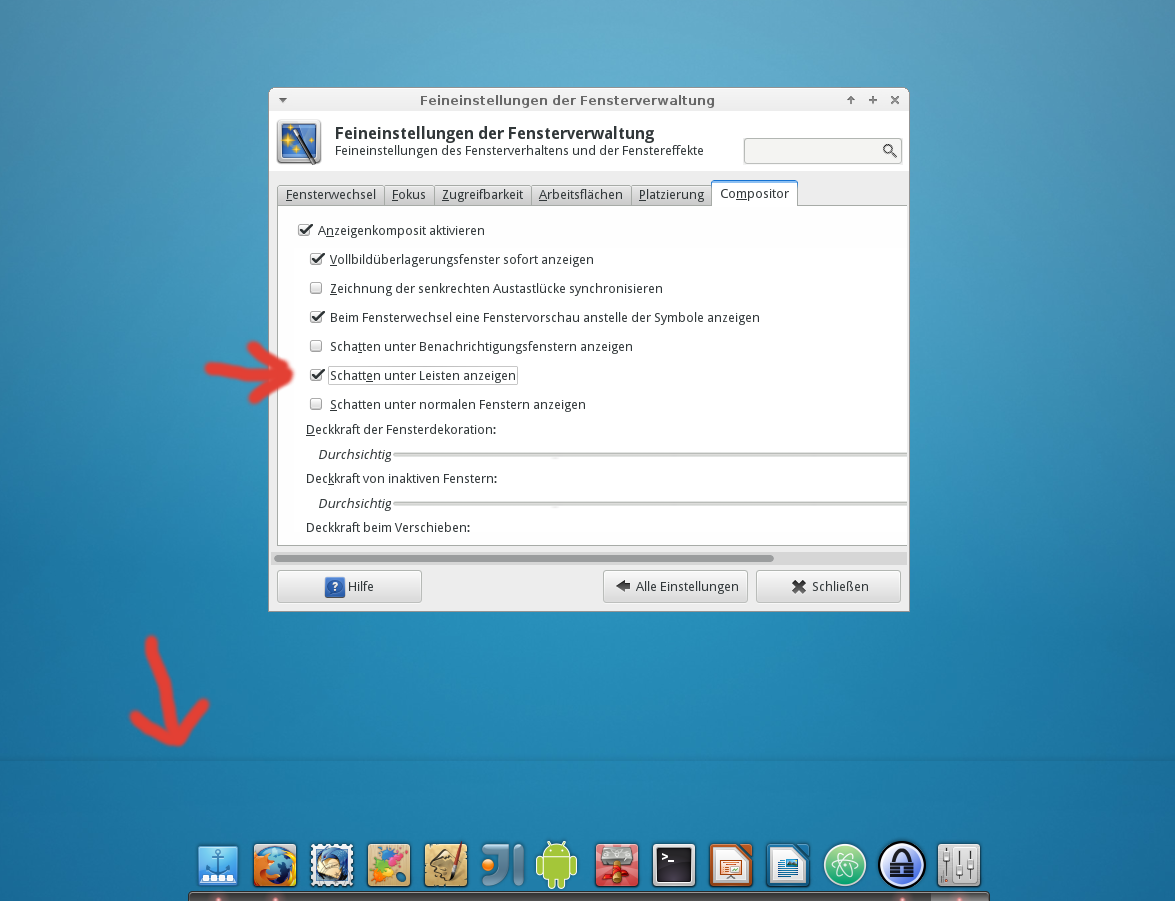 Feineinstellungen der Fensterverwaltung
Feineinstellungen der Fensterverwaltung
Feineinstellungen des Fensterverhaltens und der Fenstereffekte
Fensterwechsel Fokus Zugreifbarkeit Arbeitsflächen Platzierung Compositor
Anzeigenkomposit aktivieren
Vollbildüberlagerungsfenster sofort anzeigen
Zeichnung der senkrechten Austastlücke synchronisieren
Beim Fensterwechsel eine Fenstervorschau anstelle der Symbole anzeigen
Schatten unter Benachrichtigungsfenstern anzeigen
Schatten unter Leisten anzeigen
Schatten unter normalen Fenstern anzeigen
Deckkraft der Fensterdekoration:
Durchsichtig
Deckkraft von inaktiven Fenstern:
Durchsichtig
Deckkraft beim Verschieben:
? Hilfe Alle Einstellungen Schließen
>_